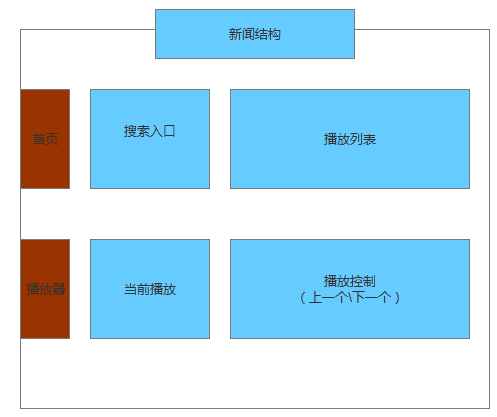 新闻结构
首页
搜索入口
播放列表
播放器
当前播放
播放控制
（上一个\下一个）